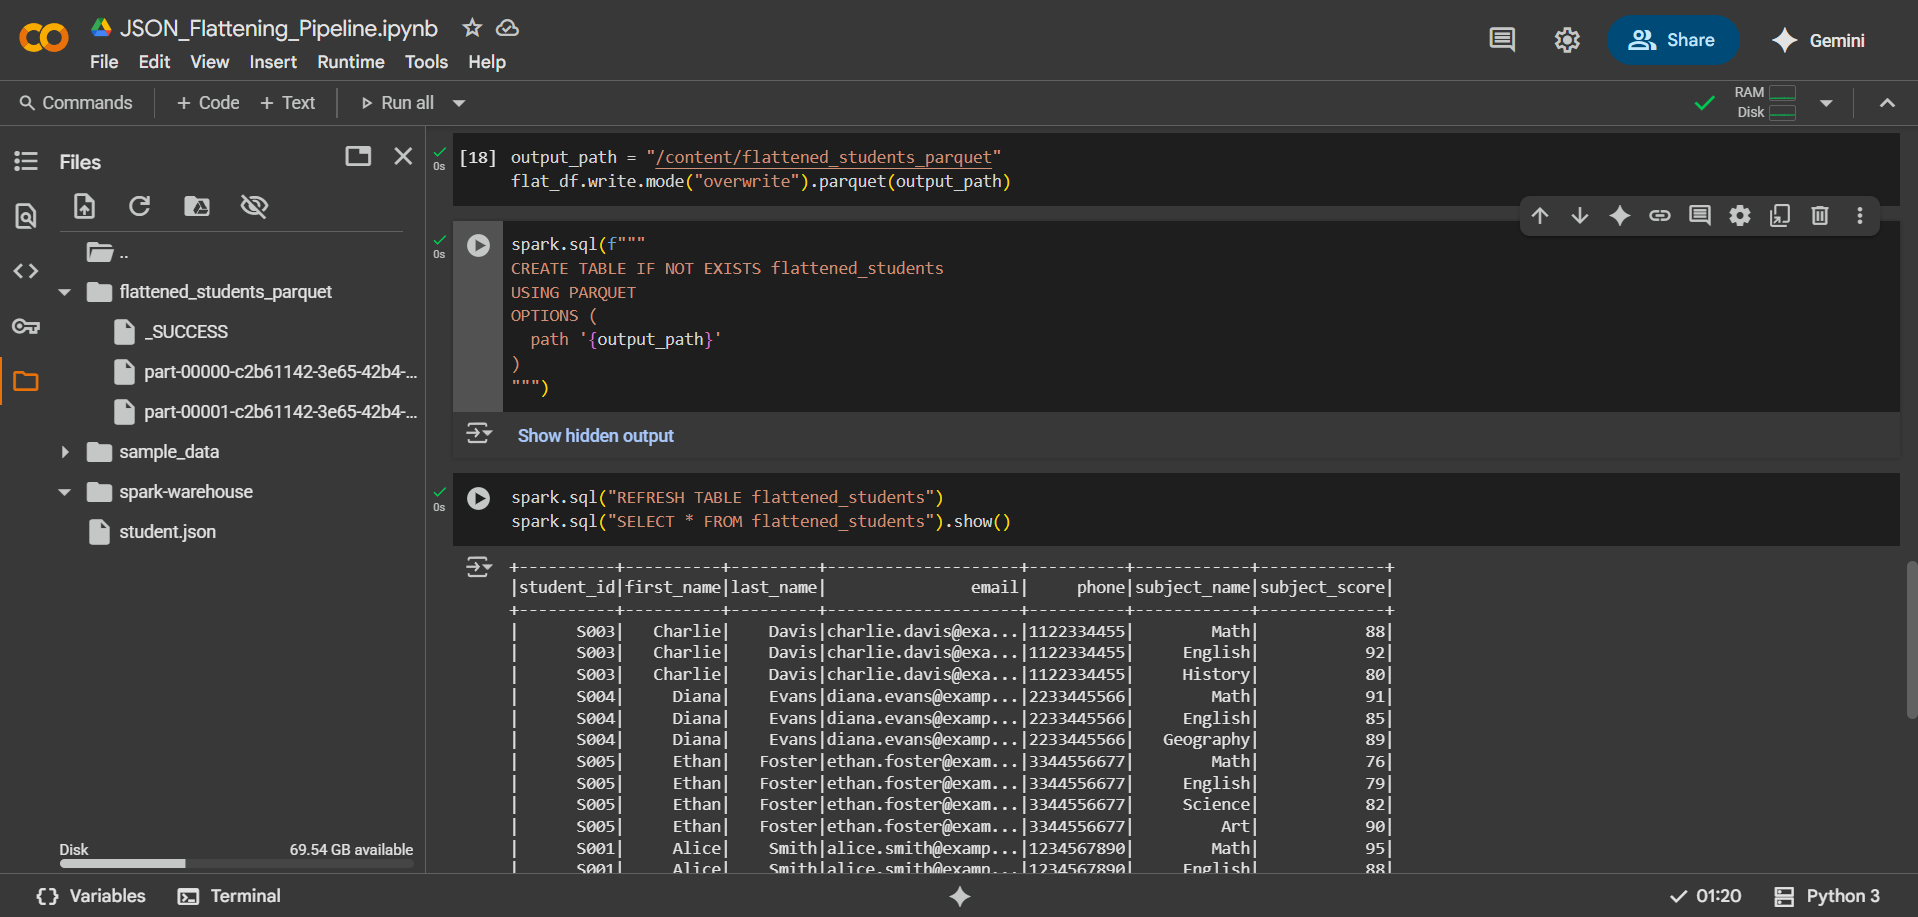 JSON_Flattening_Pipeline.ipynb
File Edit View Insert Runtime Tools Help
Share
Gemini
Commands + Code + Text Run all
RAM
Disk
Files
..
flattened_students_parquet
_SUCCESS
part-00000-c2b61142-3e65-42b4-...
part-00001-c2b61142-3e65-42b4-...
sample_data
spark-warehouse
student.json
Disk 69.54 GB available
0s
[18] output_path = "/content/flattened_students_parquet"
flat_df.write.mode("overwrite").parquet(output_path)
0s
spark.sql(f"""
CREATE TABLE IF NOT EXISTS flattened_students
USING PARQUET
OPTIONS (
  path '{output_path}'
)
""")
Show hidden output
0s
spark.sql("REFRESH TABLE flattened_students")
spark.sql("SELECT * FROM flattened_students").show()
+----------+----------+---------+--------------------+----------+------------+-------------+
|student_id|first_name|last_name|               email|     phone|subject_name|subject_score|
+----------+----------+---------+--------------------+----------+------------+-------------+
|      S003|   Charlie|    Davis|charlie.davis@exa...|1122334455|        Math|           88|
|      S003|   Charlie|    Davis|charlie.davis@exa...|1122334455|     English|           92|
|      S003|   Charlie|    Davis|charlie.davis@exa...|1122334455|     History|           80|
|      S004|     Diana|    Evans|diana.evans@examp...|2233445566|        Math|           91|
|      S004|     Diana|    Evans|diana.evans@examp...|2233445566|     English|           85|
|      S004|     Diana|    Evans|diana.evans@examp...|2233445566|   Geography|           89|
|      S005|     Ethan|   Foster|ethan.foster@exam...|3344556677|        Math|           76|
|      S005|     Ethan|   Foster|ethan.foster@exam...|3344556677|     English|           79|
|      S005|     Ethan|   Foster|ethan.foster@exam...|3344556677|     Science|           82|
|      S005|     Ethan|   Foster|ethan.foster@exam...|3344556677|         Art|           90|
|      S001|     Alice|    Smith|alice.smith@examp...|1234567890|        Math|           95|
|      S001|     Alice|    Smith|alice.smith@examp...|1234567890|     English|           88|
Variables Terminal
01:20 Python 3